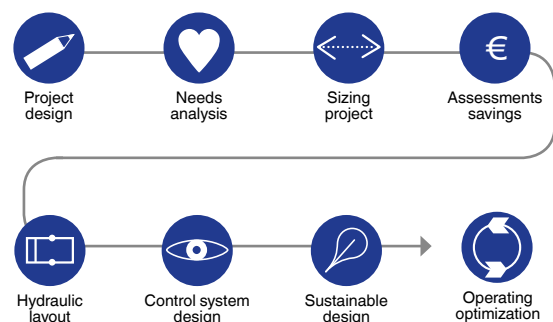 €
Project
design
Needs
analysis
Sizing
project
Assessments
savings
Hydraulic
layout
Control system
design
Sustainable
design
Operating
optimization